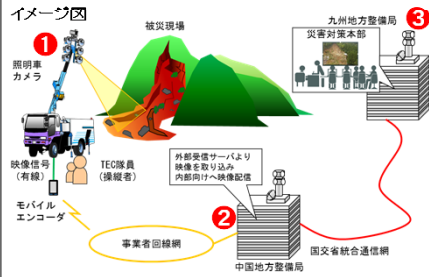 イメージ図
❶
照明車
カメラ
被災現場
❸
九州地方整備局
災害対策本部
映像信号
(有線)
TEC隊員
(操縦者)
モバイル
エンコーダ
外部受信サーバより
映像を取り込み
内部向けへ映像配信
❷
事業者回線網
中国地方整備局
国交省統合通信網